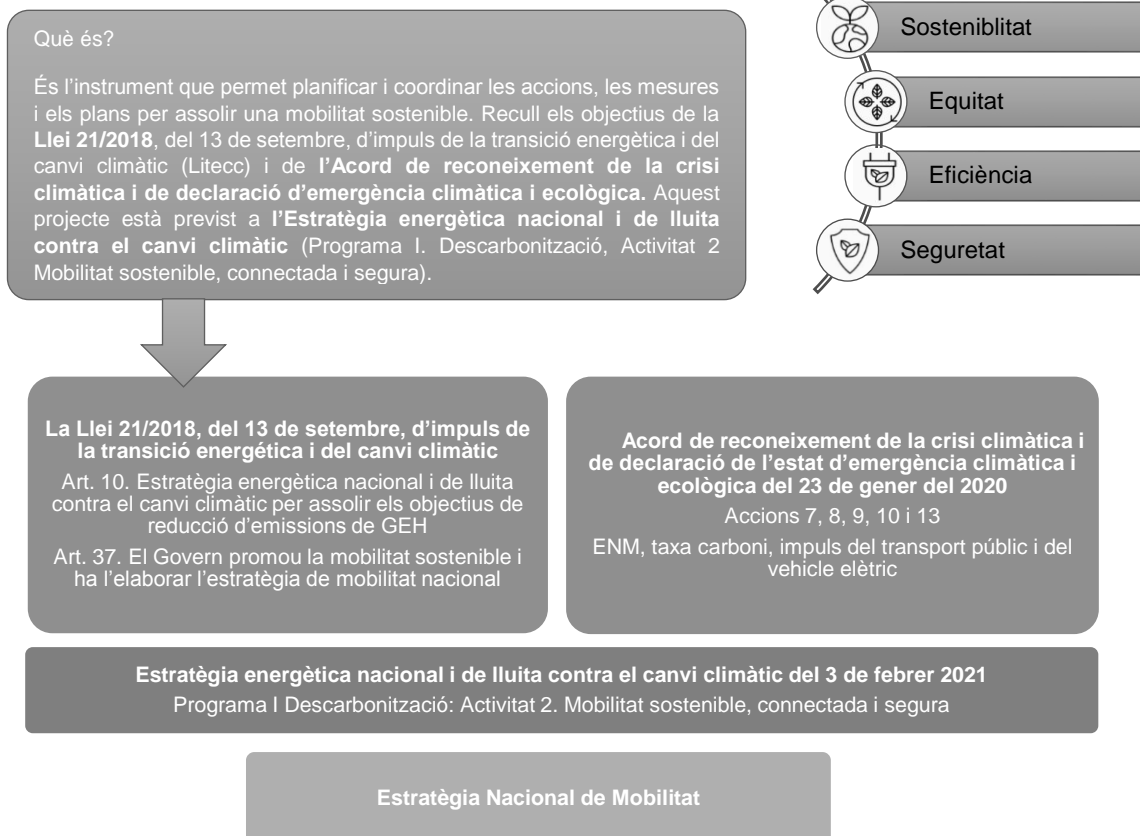 Què és?
És l’instrument que permet planificar i coordinar les accions, les mesures
i els plans per assolir una mobilitat sostenible. Recull els objectius de la
Llei 21/2018, del 13 de setembre, d’impuls de la transició energètica i del
canvi climàtic (Litecc) i de l’Acord de reconeixement de la crisi
climàtica i de declaració d’emergència climàtica i ecològica. Aquest
projecte està previst a l’Estratègia energètica nacional i de lluita
contra el canvi climàtic (Programa I. Descarbonització, Activitat 2
Mobilitat sostenible, connectada i segura).
Sosteniblitat
Equitat
Eficiència
Seguretat
La Llei 21/2018, del 13 de setembre, d’impuls de
la transició energética i del canvi climàtic
Art. 10. Estratègia energètica nacional i de lluita
contra el canvi climàtic per assolir els objectius de
reducció d’emissions de GEH
Art. 37. El Govern promou la mobilitat sostenible i
ha l’elaborar l’estratègia de mobilitat nacional
Acord de reconeixement de la crisi climàtica i
de declaració de l’estat d’emergència climàtica i
ecològica del 23 de gener del 2020
Accions 7, 8, 9, 10 i 13
ENM, taxa carboni, impuls del transport públic i del
vehicle elètric
Estratègia energètica nacional i de lluita contra el canvi climàtic del 3 de febrer 2021
Programa I Descarbonització: Activitat 2. Mobilitat sostenible, connectada i segura
Estratègia Nacional de Mobilitat